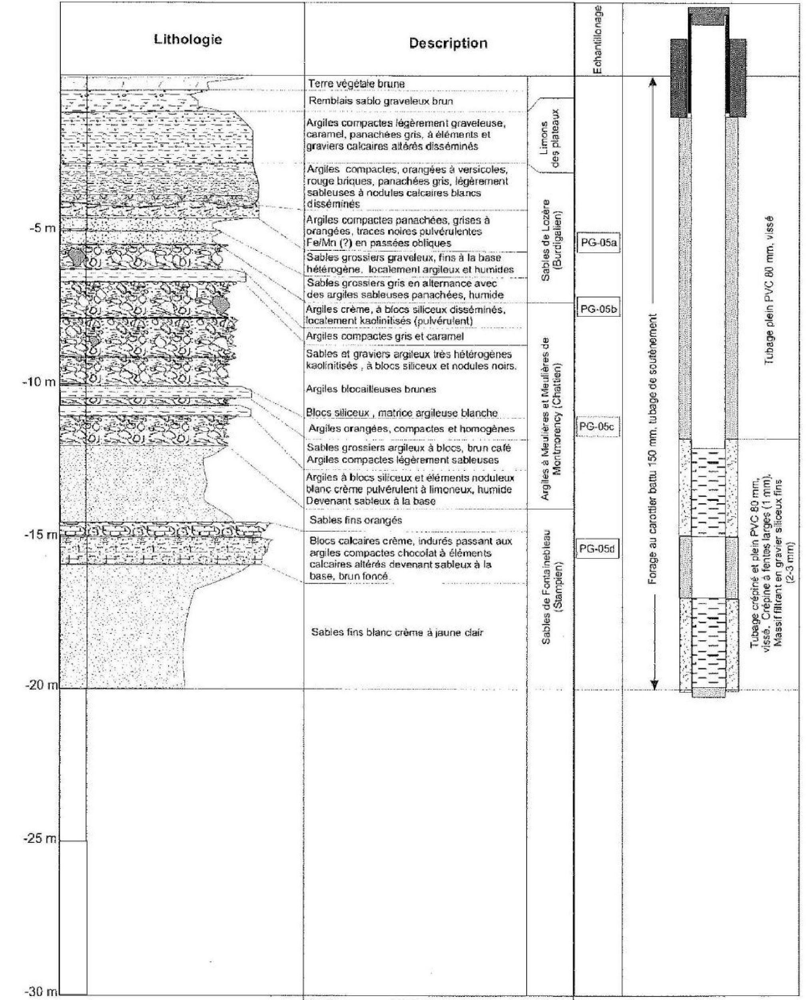 Lithologie
Description
Echantillonage
Terre végétale brune
Remblais sablo graveleux brun
Argiles compactes légèrement graveleuse,
caramel, panachées gris, à éléments et
graviers calcaires altérés disséminés
Argiles compactes, orangées à versicoles,
rouge briques, panachées gris, légèrement
sableuses à nodules calcaires blancs
disséminés
Argiles compactes panachées, grises à
orangées, traces noires pulvérulentes
Fe/Mn (?) en passées obliques
Sables grossiers graveleux, fins à la base
hétérogène, localement argileux et humides
Sables grossiers gris en alternance avec
des argiles sableuses panachées, humide
Argiles crème, à blocs siliceux disséminés,
localement kaolinitisés (pulvérulent)
Argiles compactes gris et caramel
Sables et graviers argileux très hétérogènes
kaolinitisés , à blocs siliceux et nodules noirs.
Argiles blocailleuses brunes
Blocs siliceux , matrice argileuse blanche
Argiles orangées, compactes et homogènes
Sables grossiers argileux à blocs, brun café
Argiles compactes légèrement sableuses
Argiles à blocs siliceux et éléments noduleux
blanc crème pulvérulent à limoneux, humide
Devenant sableux à la base
Sables fins orangés
Blocs calcaires crème, indurés passant aux
argiles compactes chocolat à éléments
calcaires altérés devenant sableux à la
base, brun foncé.
Sables fins blanc crème à jaune clair
Limons
des plateaux
Sables de Lozère
(Burdigalien)
Argiles à Meulières et Meulières de
Montmorency (Chattien)
Sables de Fontainebleau
(Stampien)
PG-05a
PG-05b
PG-05c
PG-05d
Forage au carottier battu 150 mm, tubage de soutènement
Tubage plein PVC 80 mm, vissé
Tubage crépiné et plein PVC 80 mm,
vissé. Crépine à fentes larges (1 mm).
Massif filtrant en gravier siliceux fins
(2-3 mm)
-5 m
-10 m
-15 m
-20 m
-25 m
-30 m